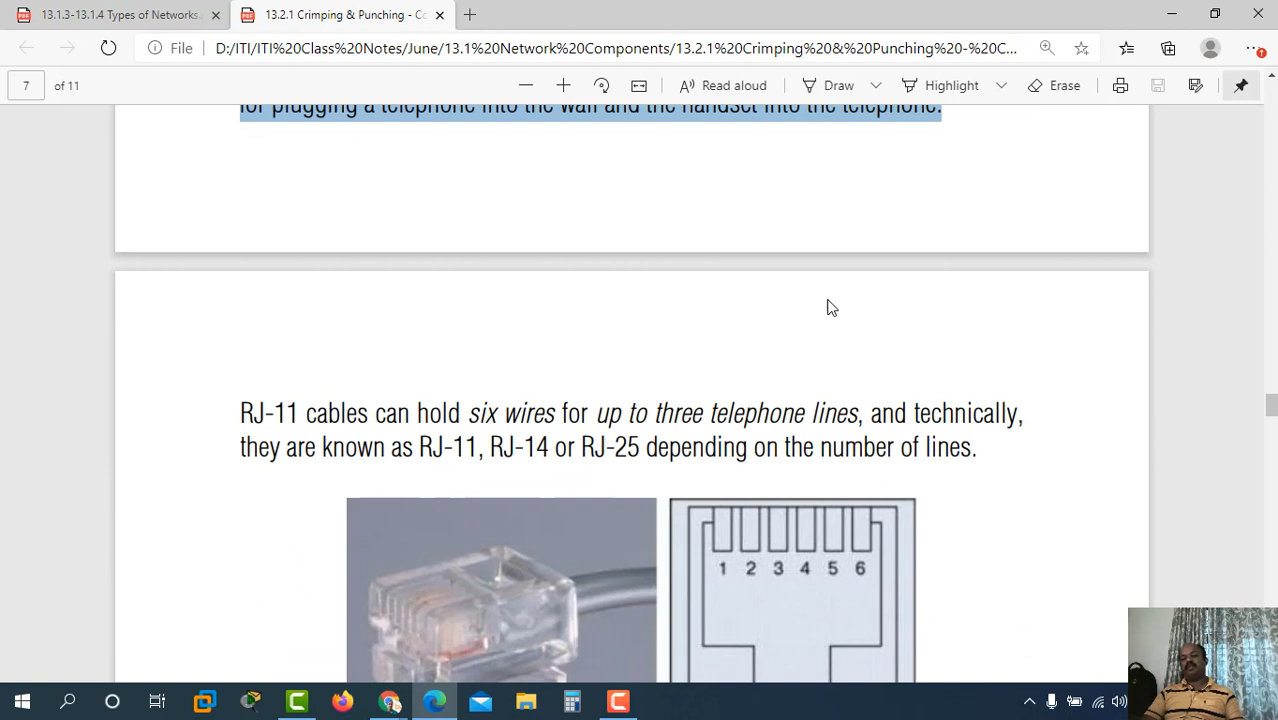 13.1.3-13.1.4 Types of Networks
13.2.1 Crimping & Punching - Co
File
D:/ITI/ITI%20Class%20Notes/June/13.1%20Network%20Components/13.2.1%20Crimping%20&%20Punching%20-%20C...
7
of 11
Read aloud
Draw
Highlight
Erase
for plugging a telephone into the wall and the handset into the telephone.
RJ-11 cables can hold six wires for up to three telephone lines, and technically,
they are known as RJ-11, RJ-14 or RJ-25 depending on the number of lines.
1 2 3 4 5 6